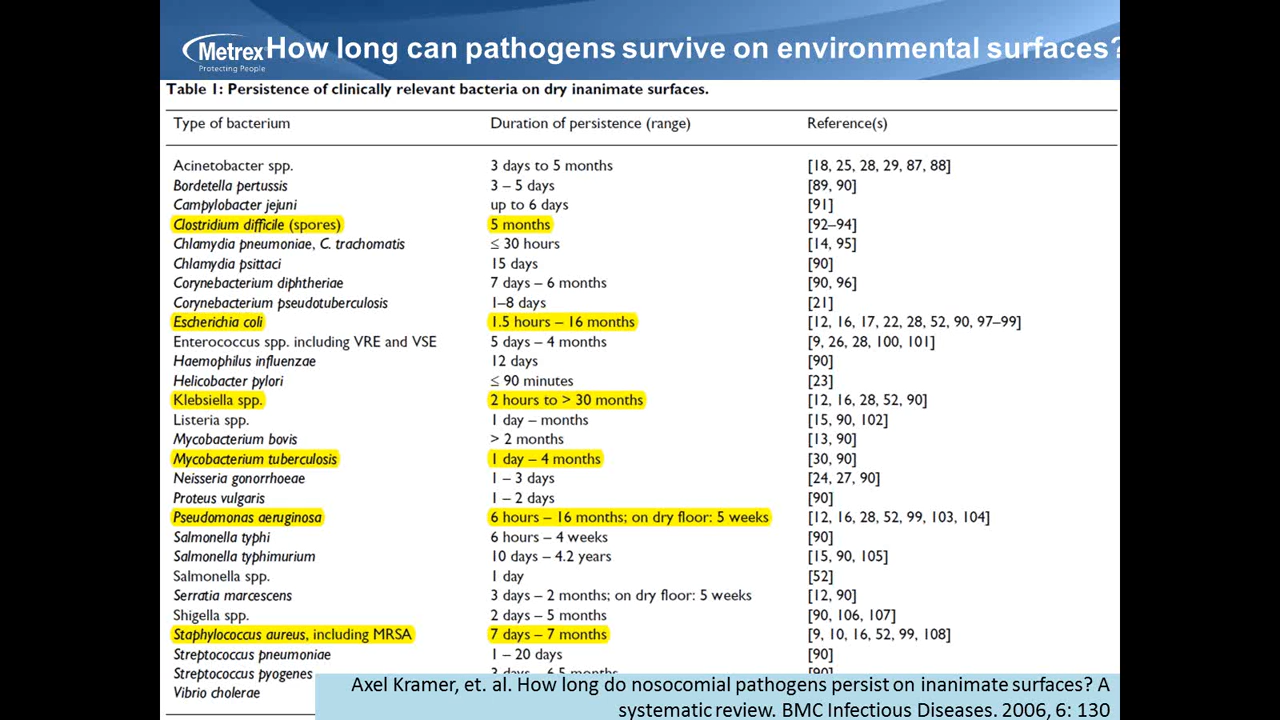 Metrex
Protecting People
How long can pathogens survive on environmental surfaces?
Table 1: Persistence of clinically relevant bacteria on dry inanimate surfaces.
Type of bacterium Duration of persistence (range) Reference(s)
Acinetobacter spp. 3 days to 5 months [18, 25, 28, 29, 87, 88]
Bordetella pertussis 3 – 5 days [89, 90]
Campylobacter jejuni up to 6 days [91]
Clostridium difficile (spores) 5 months [92–94]
Chlamydia pneumoniae, C. trachomatis ≤ 30 hours [14, 95]
Chlamydia psittaci 15 days [90]
Corynebacterium diphtheriae 7 days – 6 months [90, 96]
Corynebacterium pseudotuberculosis 1–8 days [21]
Escherichia coli 1.5 hours – 16 months [12, 16, 17, 22, 28, 52, 90, 97–99]
Enterococcus spp. including VRE and VSE 5 days – 4 months [9, 26, 28, 100, 101]
Haemophilus influenzae 12 days [90]
Helicobacter pylori ≤ 90 minutes [23]
Klebsiella spp. 2 hours to > 30 months [12, 16, 28, 52, 90]
Listeria spp. 1 day – months [15, 90, 102]
Mycobacterium bovis > 2 months [13, 90]
Mycobacterium tuberculosis 1 day – 4 months [30, 90]
Neisseria gonorrhoeae 1 – 3 days [24, 27, 90]
Proteus vulgaris 1 – 2 days [90]
Pseudomonas aeruginosa 6 hours – 16 months; on dry floor: 5 weeks [12, 16, 28, 52, 99, 103, 104]
Salmonella typhi 6 hours – 4 weeks [90]
Salmonella typhimurium 10 days – 4.2 years [15, 90, 105]
Salmonella spp. 1 day [52]
Serratia marcescens 3 days – 2 months; on dry floor: 5 weeks [12, 90]
Shigella spp. 2 days – 5 months [90, 106, 107]
Staphylococcus aureus, including MRSA 7 days – 7 months [9, 10, 16, 52, 99, 108]
Streptococcus pneumoniae 1 – 20 days [90]
Streptococcus pyogenes 3 days – 6.5 months [90]
Vibrio cholerae
Axel Kramer, et. al. How long do nosocomial pathogens persist on inanimate surfaces? A
systematic review. BMC Infectious Diseases. 2006, 6: 130